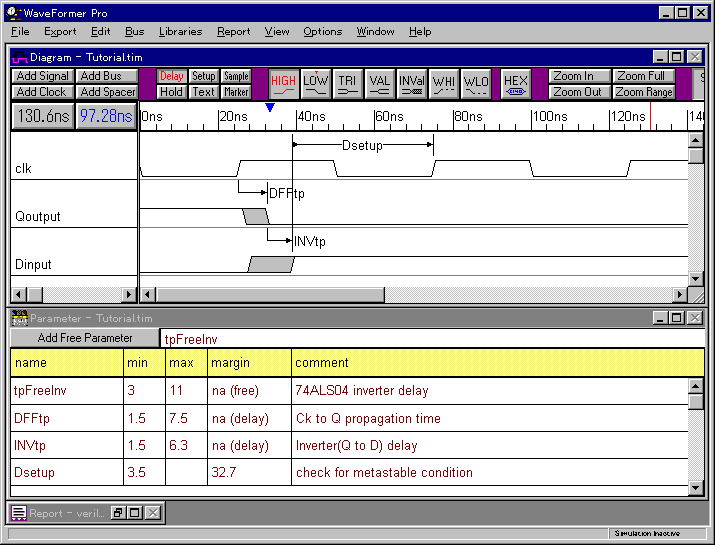 WaveFormer Pro
File Export Edit Bus Libraries Report View Options Window Help
Diagram - Tutorial.tim
Add Signal Add Bus Delay Setup Sample HIGH LOW TRI VAL INVal WHI WLO HEX Zoom In Zoom Full
Add Clock Add Spacer Hold Text Marker Zoom Out Zoom Range
130.6ns 97.28ns 0ns 20ns 40ns 60ns 80ns 100ns 120ns 140
Dsetup
clk
DFFtp
Qoutput
INVtp
Dinput
Parameter - Tutorial.tim
Add Free Parameter tpFreeInv
name min max margin comment
tpFreeInv 3 11 na (free) 74ALS04 inverter delay
DFFtp 1.5 7.5 na (delay) Ck to Q propagation time
INVtp 1.5 6.3 na (delay) Inverter(Q to D) delay
Dsetup 3.5 32.7 check for metastable condition
Report - veril...
Simulation Inactive